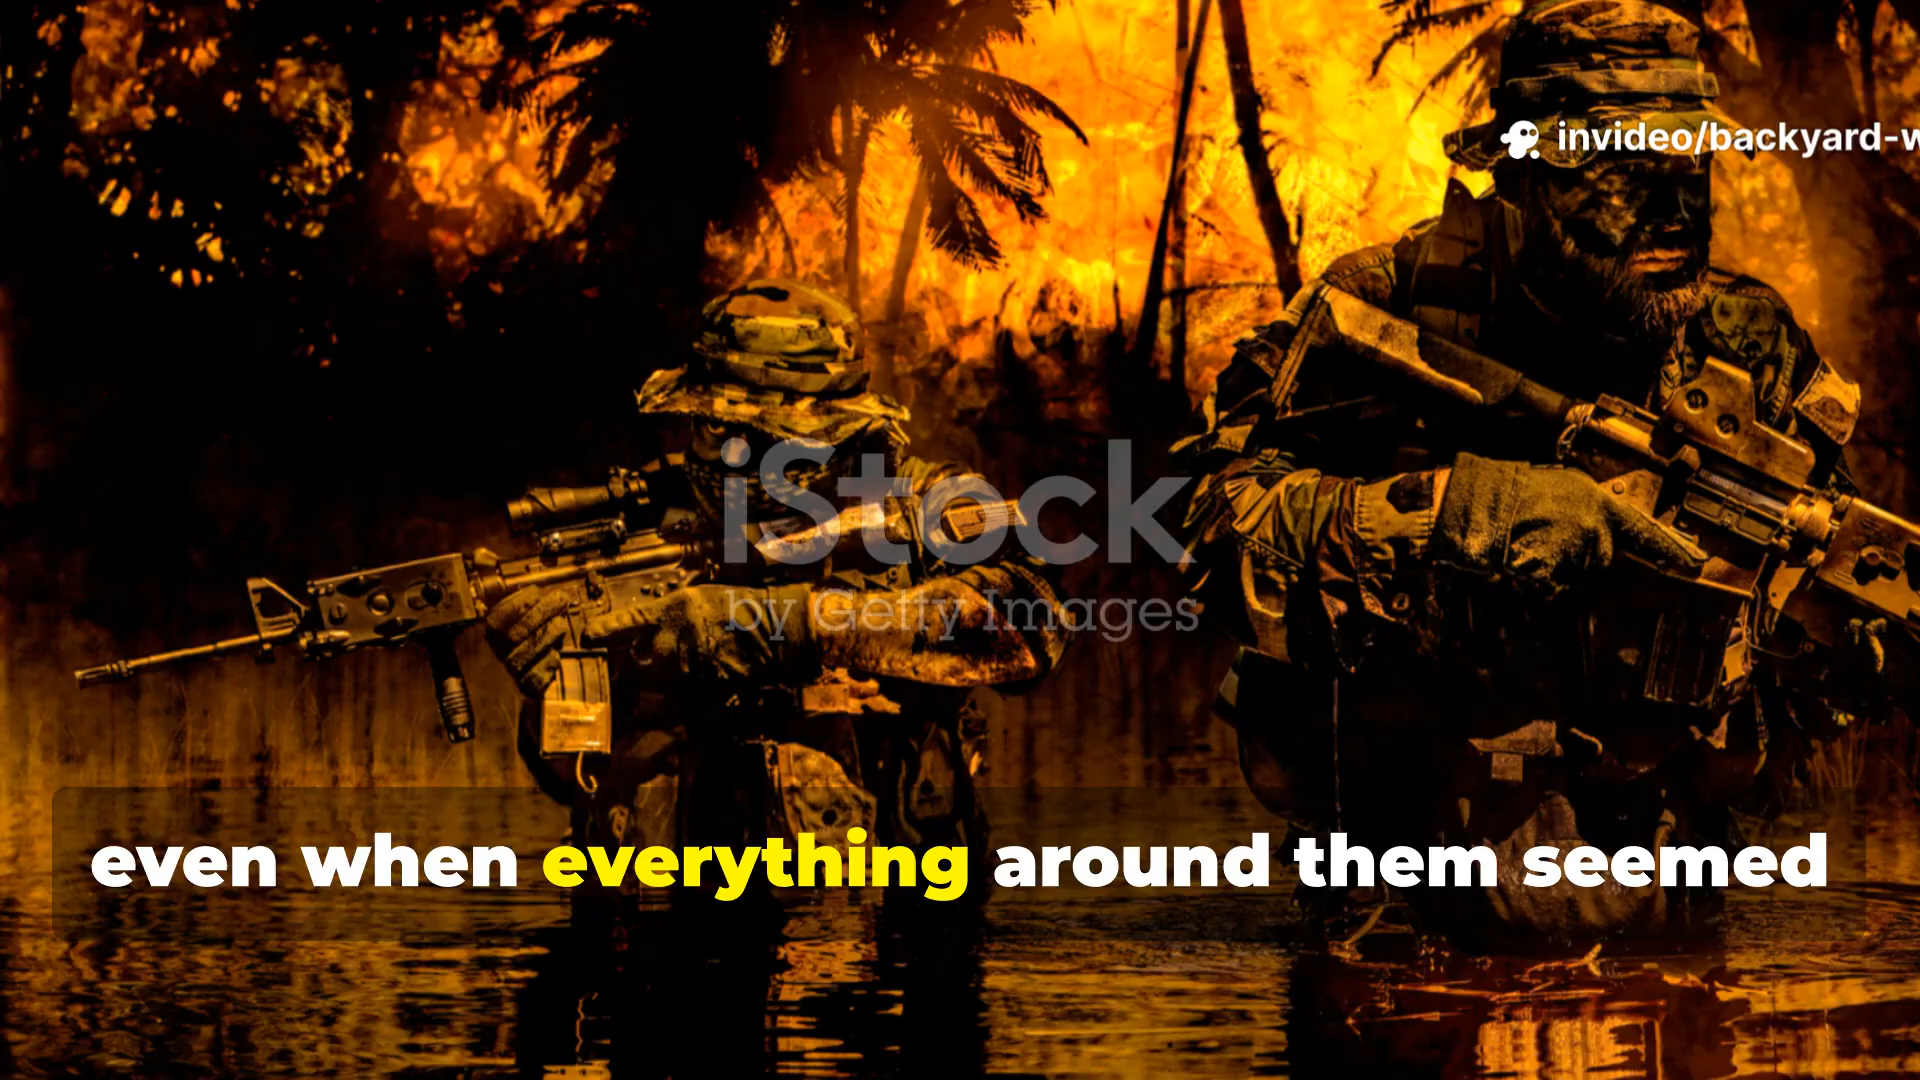 invideo/backyard-w
iStock
by Getty Images
even when everything around them seemed